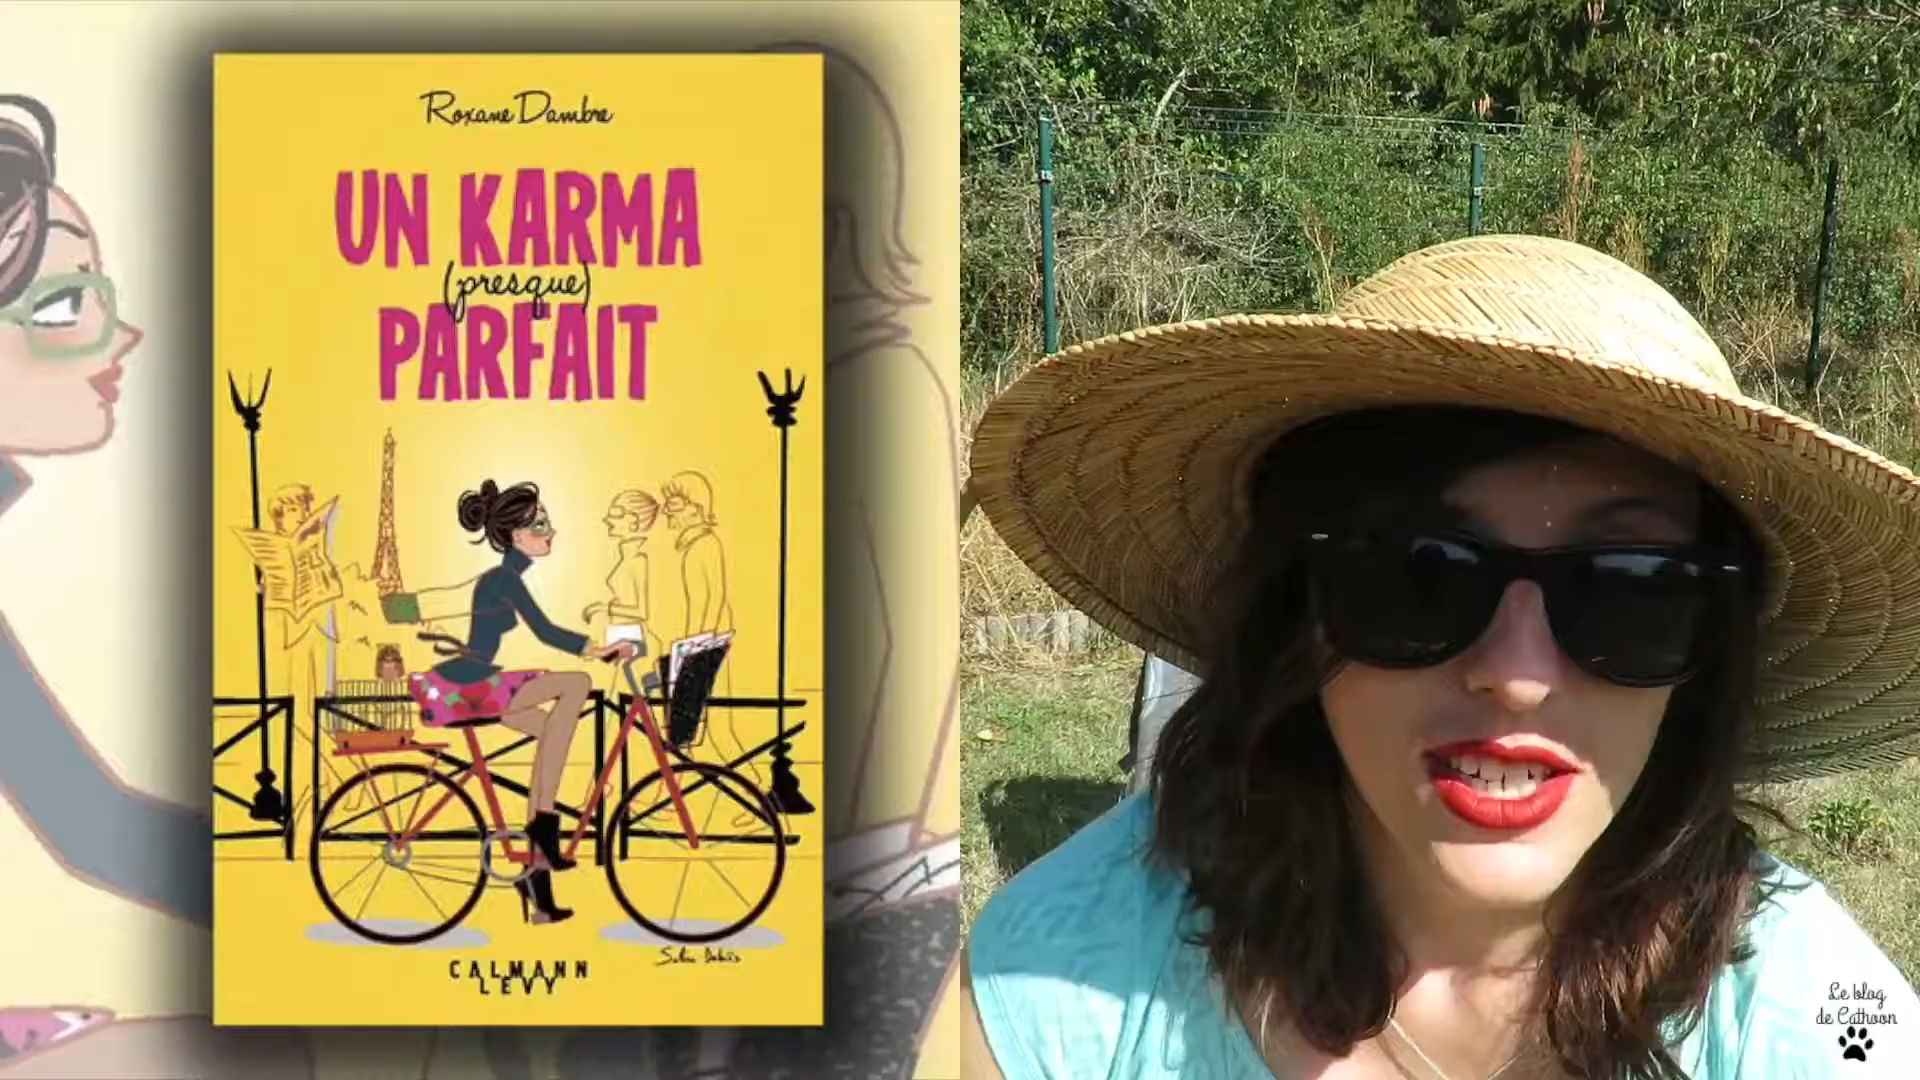 Roxane Dambre
UN KARMA
(presque)
PARFAIT
CALMANN
LEVY
Le blog
de Cathoon